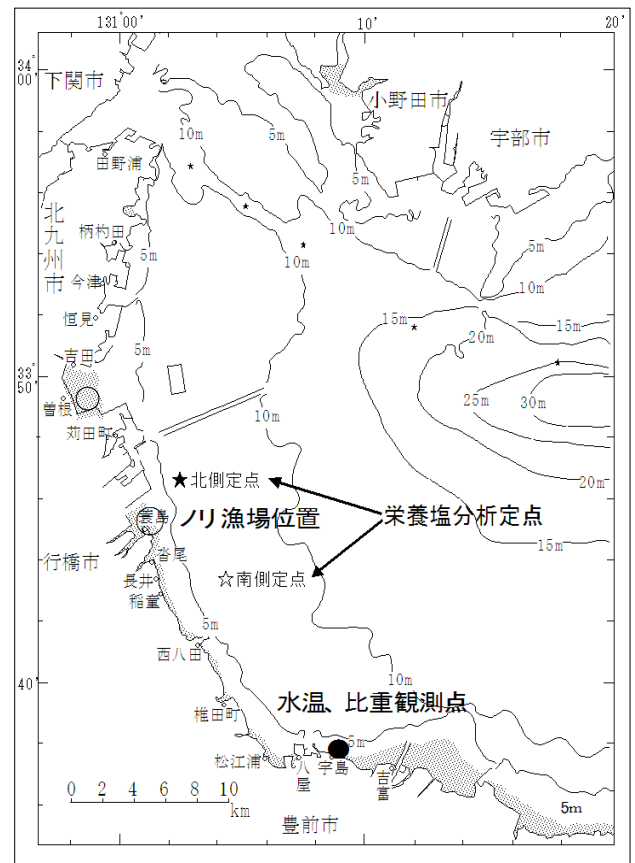 131゜00′
10′
20′
34゜
00′
下関市
小野田市
宇部市
10m
5m
5m
5m
田野浦
北九州市
柄杓田
5m
10m
10m
5m
10m
今津
恒見
5m
15m
20m
15m
吉田
33゜
50′
25m
30m
曽根
苅田町
10m
20m
★北側定点
栄養塩分析定点
蓑島
ノリ漁場位置
15m
行橋市
沓尾
長井
稲童
☆南側定点
5m
西八田
40′
10m
水温、比重観測点
椎田町
5m
松江浦
八屋
宇島
吉富
0 2 4 6 8 10
km
豊前市
5m